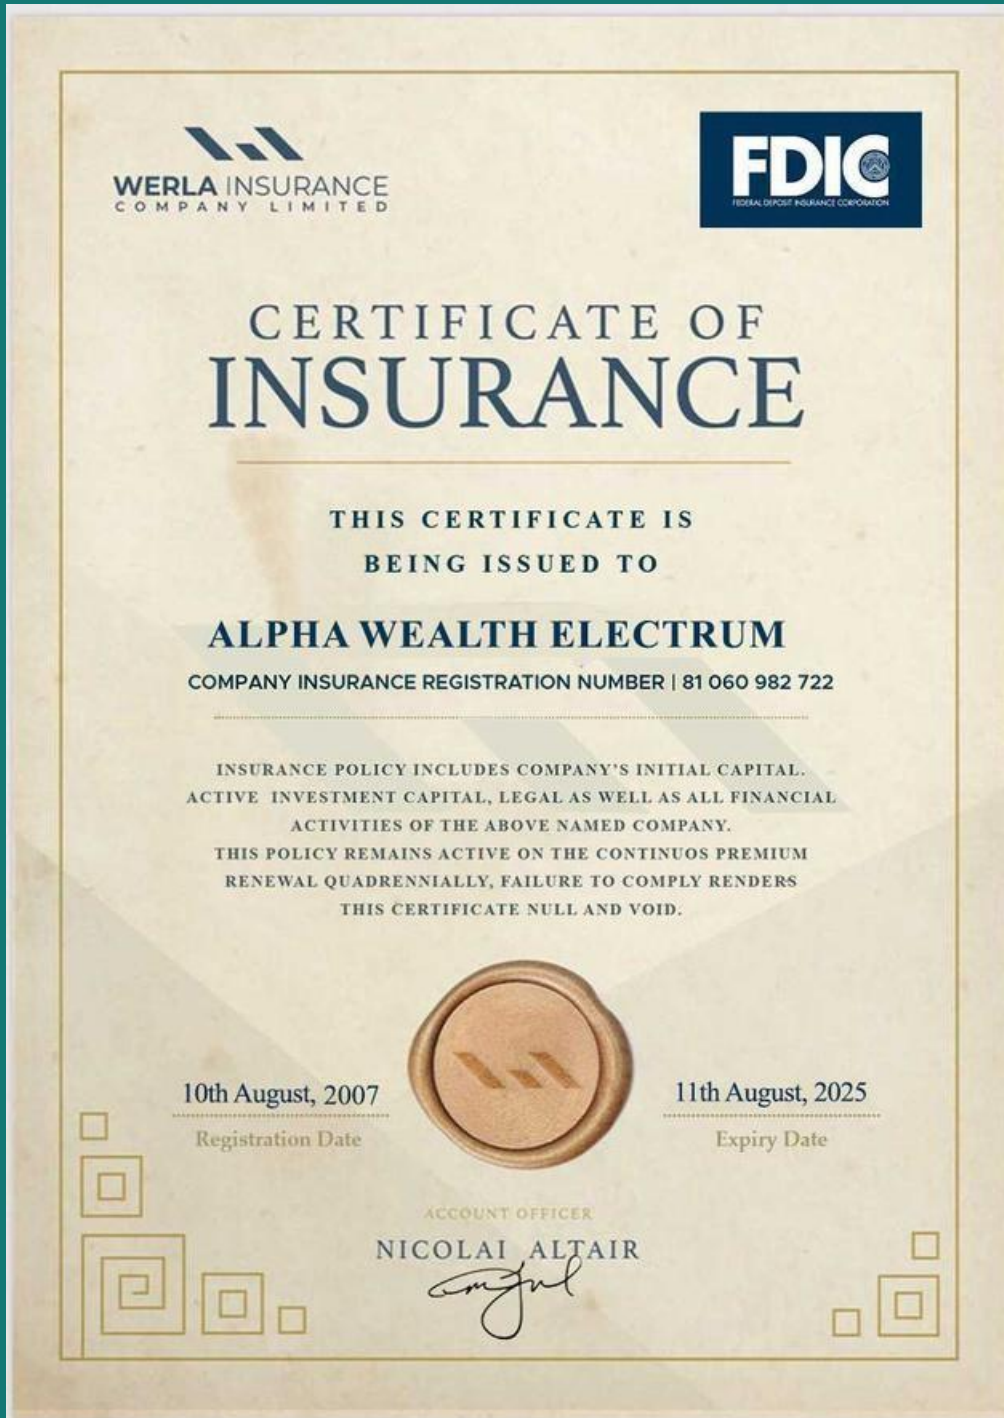 WERLA INSURANCE
COMPANY LIMITED
FDIC
FEDERAL DEPOSIT INSURANCE CORPORATION
CERTIFICATE OF
INSURANCE
THIS CERTIFICATE IS
BEING ISSUED TO
ALPHA WEALTH ELECTRUM
COMPANY INSURANCE REGISTRATION NUMBER | 81 060 982 722
INSURANCE POLICY INCLUDES COMPANY'S INITIAL CAPITAL.
ACTIVE INVESTMENT CAPITAL, LEGAL AS WELL AS ALL FINANCIAL
ACTIVITIES OF THE ABOVE NAMED COMPANY.
THIS POLICY REMAINS ACTIVE ON THE CONTINUOS PREMIUM
RENEWAL QUADRENNIALLY, FAILURE TO COMPLY RENDERS
THIS CERTIFICATE NULL AND VOID.
10th August, 2007
Registration Date
11th August, 2025
Expiry Date
ACCOUNT OFFICER
NICOLAI ALTAIR